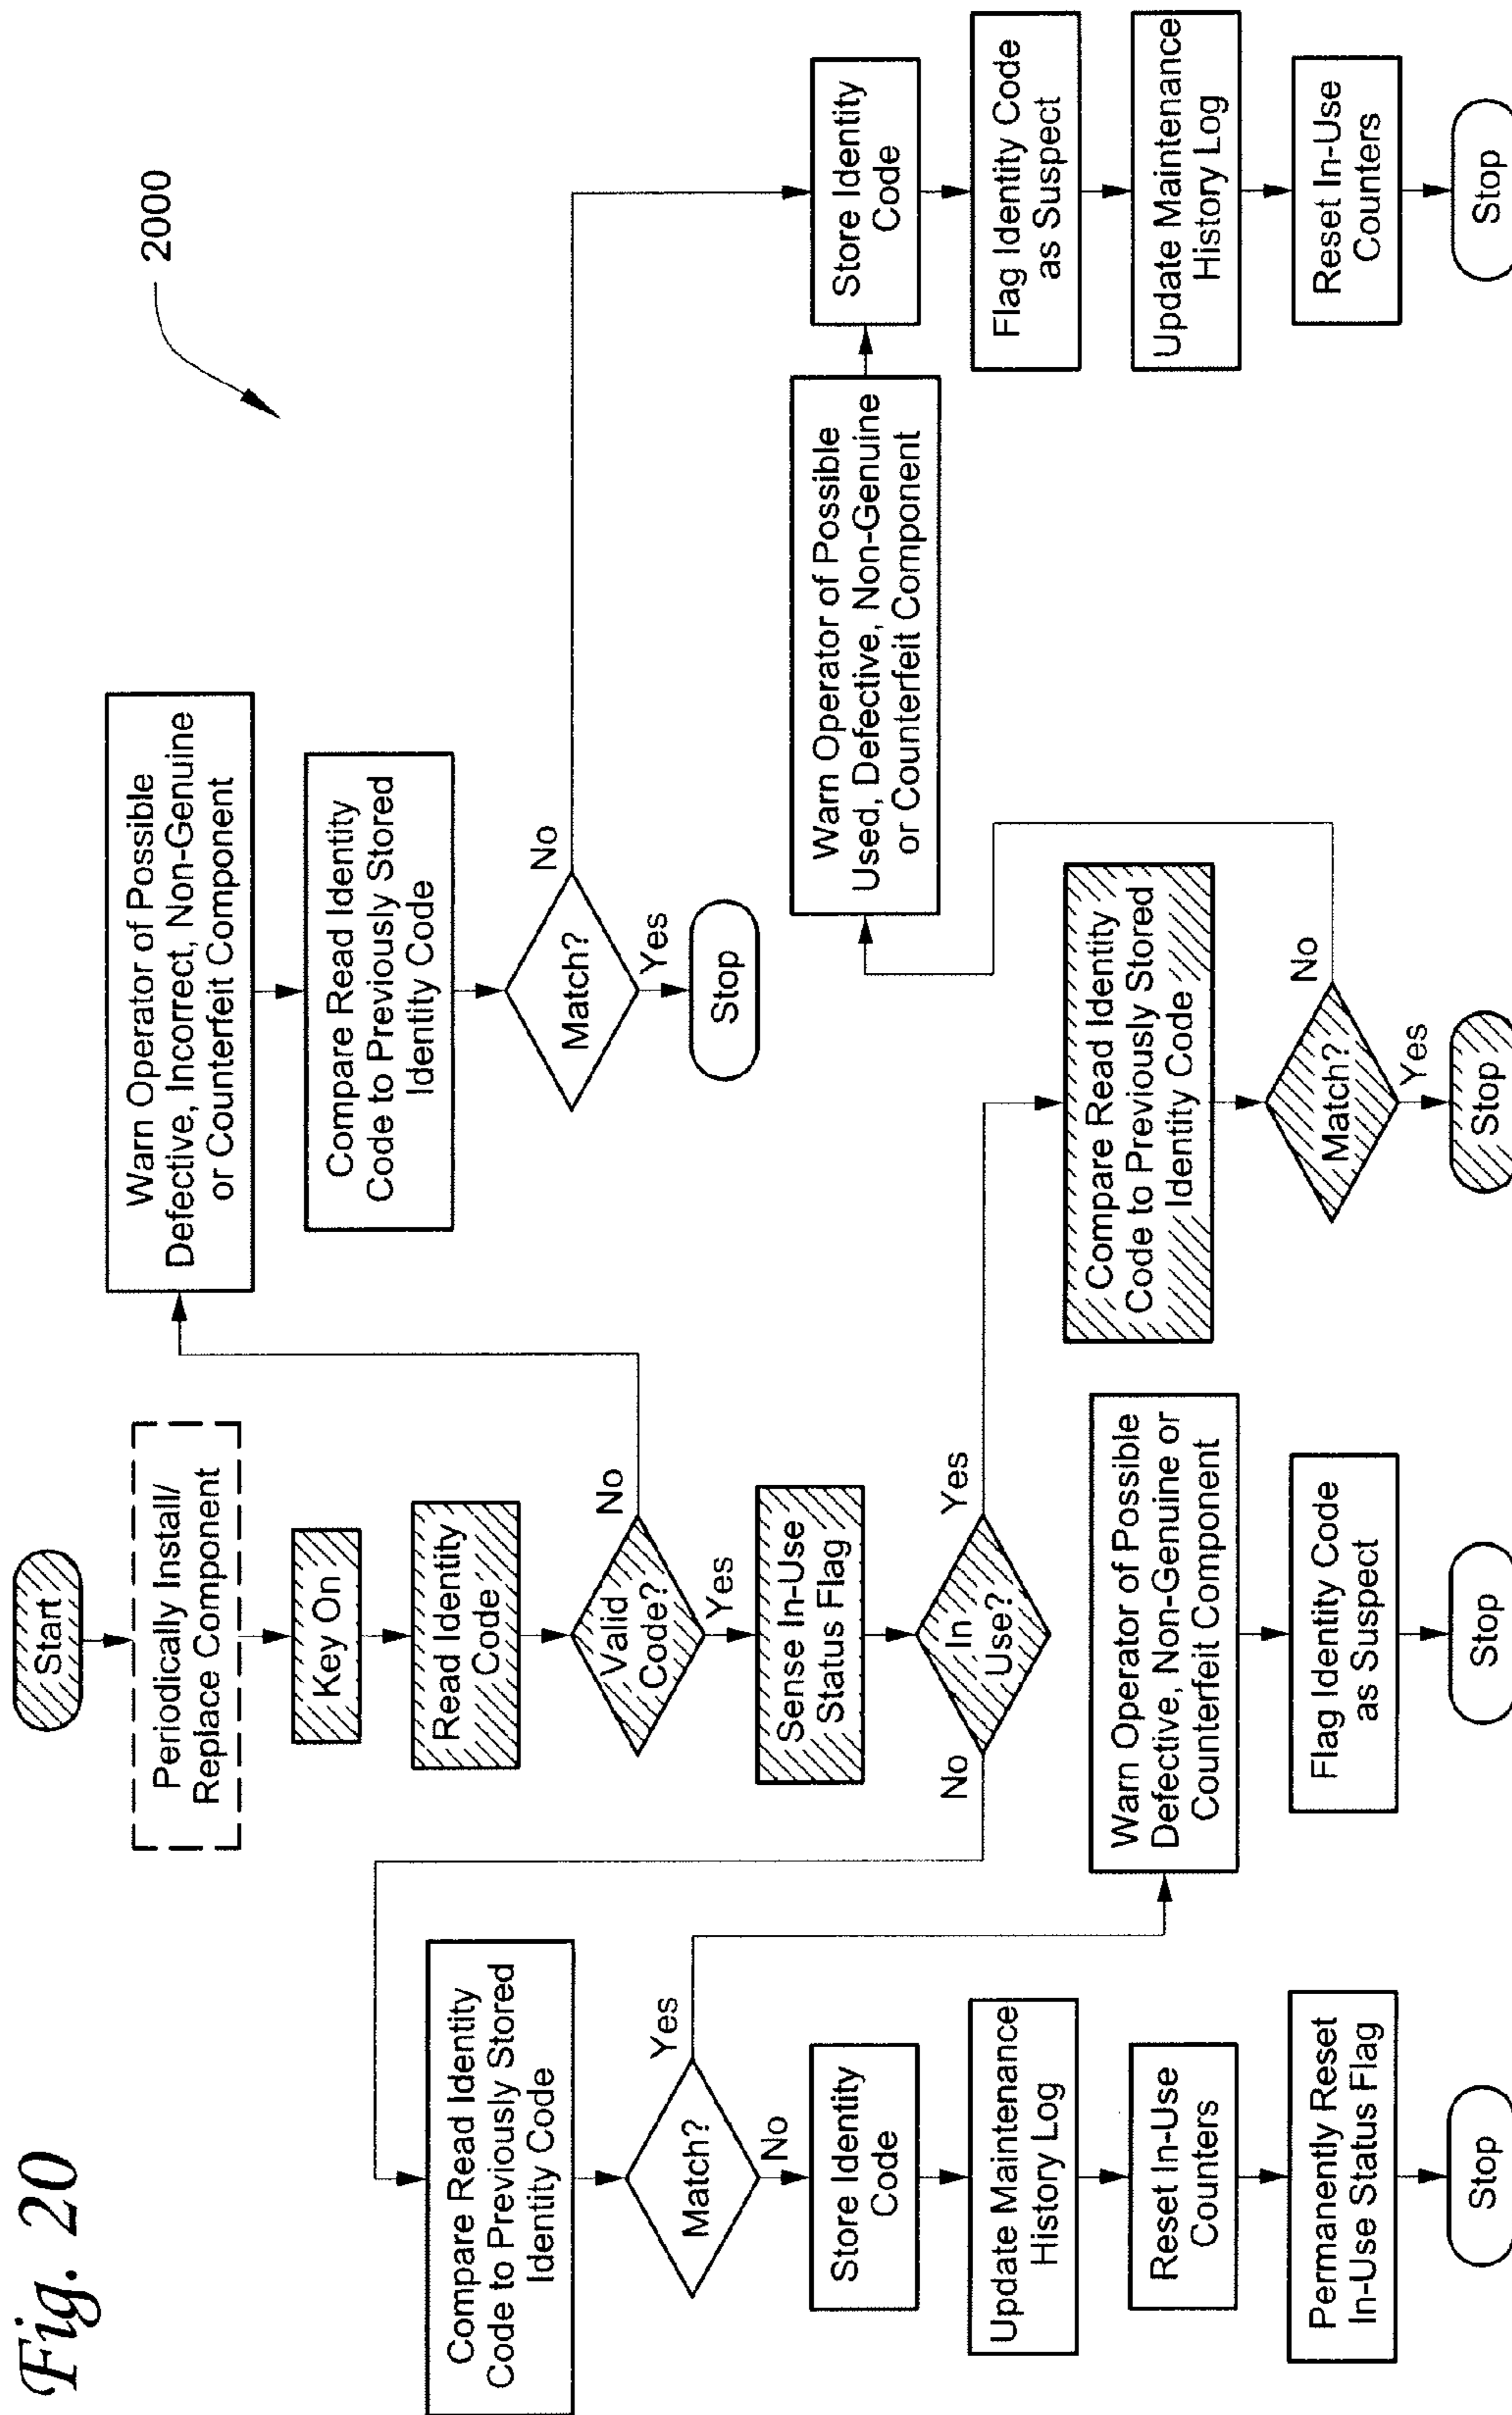 Fig. 20
2000
Start
Periodically Install/
Replace Component
Key On
Read Identity
Code
Valid
Code?
No
Yes
Sense In-Use
Status Flag
In
Use?
No
Yes
Warn Operator of Possible
Defective, Incorrect, Non-Genuine
or Counterfeit Component
Compare Read Identity
Code to Previously Stored
Identity Code
Match?
No
Yes
Stop
Compare Read Identity
Code to Previously Stored
Identity Code
Match?
Yes
No
Store Identity
Code
Update Maintenance
History Log
Reset In-Use
Counters
Permanently Reset
In-Use Status Flag
Stop
Warn Operator of Possible
Defective, Non-Genuine or
Counterfeit Component
Flag Identity Code
as Suspect
Stop
Compare Read Identity
Code to Previously Stored
Identity Code
Match?
No
Yes
Stop
Warn Operator of Possible
Used, Defective, Non-Genuine
or Counterfeit Component
Store Identity
Code
Flag Identity Code
as Suspect
Update Maintenance
History Log
Reset In-Use
Counters
Stop